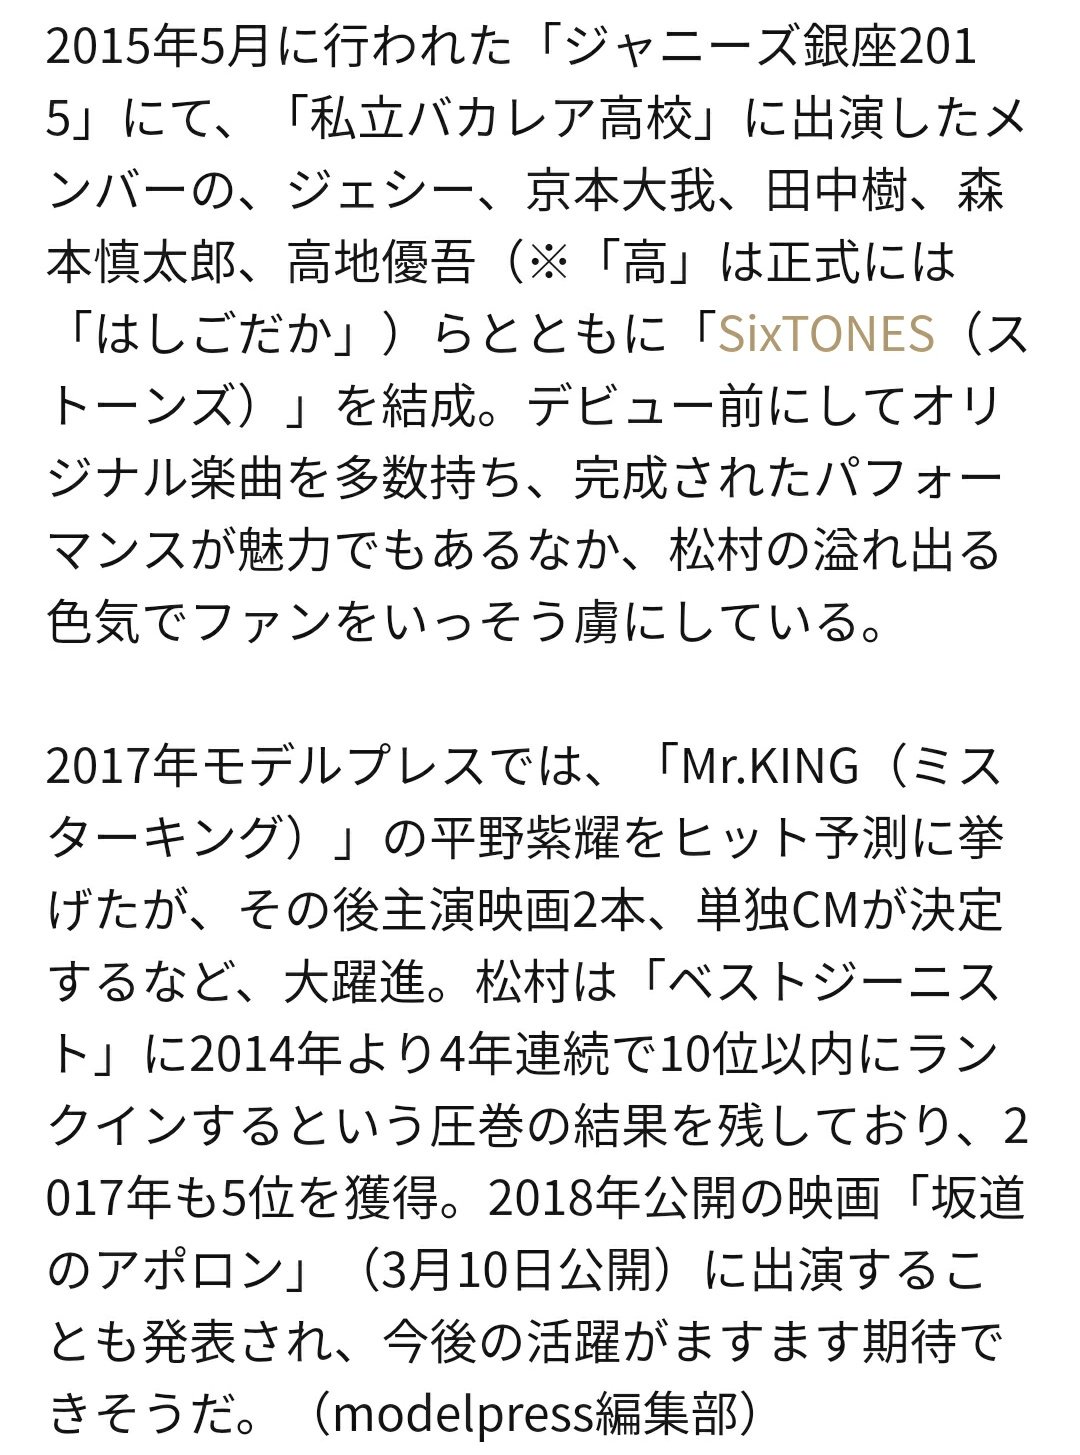 2015年5月に行われた「ジャニーズ銀座201
5」にて、「私立バカレア高校」に出演したメ
ンバーの、ジェシー、京本大我、田中樹、森
本慎太郎、高地優吾（※「高」は正式には
「はしごだか」）らとともに「SixTONES（ス
トーンズ）」を結成。デビュー前にしてオリ
ジナル楽曲を多数持ち、完成されたパフォー
マンスが魅力でもあるなか、松村の溢れ出る
色気でファンをいっそう虜にしている。
2017年モデルプレスでは、「Mr.KING（ミス
ターキング）」の平野紫耀をヒット予測に挙
げたが、その後主演映画2本、単独CMが決定
するなど、大躍進。松村は「ベストジーニス
ト」に2014年より4年連続で10位以内にラン
クインするという圧巻の結果を残しており、2
017年も5位を獲得。2018年公開の映画「坂道
のアポロン」（3月10日公開）に出演するこ
とも発表され、今後の活躍がますます期待で
きそうだ。（modelpress編集部）